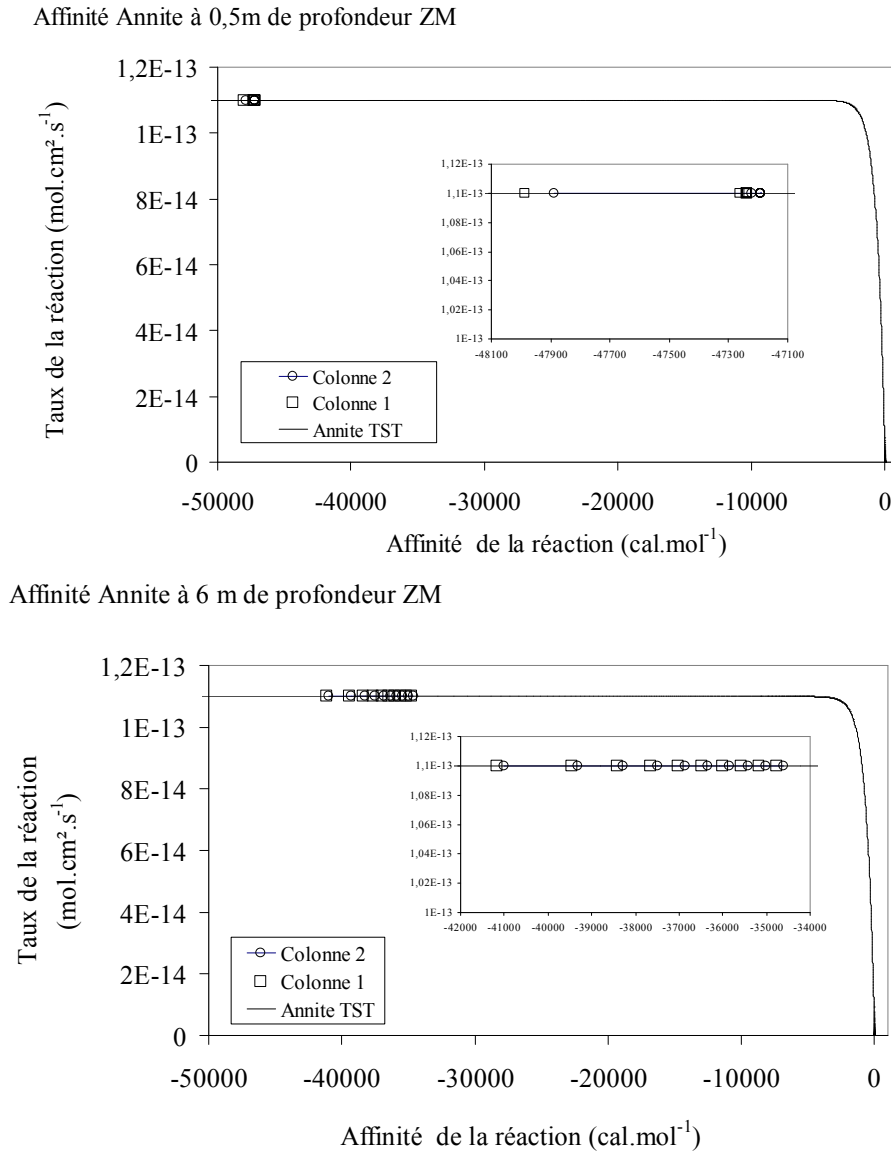 Affinité Annite à 0,5m de profondeur ZM
1,2E-13
1E-13
8E-14
6E-14
4E-14
2E-14
0
Taux de la réaction (mol.cm².s-1)
1,12E-13
1,1E-13
1,08E-13
1,06E-13
1,04E-13
1,02E-13
1E-13
-48100 -47900 -47700 -47500 -47300 -47100
Colonne 2
Colonne 1
Annite TST
-50000 -40000 -30000 -20000 -10000 0
Affinité de la réaction (cal.mol-1)
Affinité Annite à 6 m de profondeur ZM
1,2E-13
1E-13
8E-14
6E-14
4E-14
2E-14
0
Taux de la réaction
(mol.cm².s-1)
1,12E-13
1,1E-13
1,08E-13
1,06E-13
1,04E-13
1,02E-13
1E-13
-42000 -41000 -40000 -39000 -38000 -37000 -36000 -35000 -34000
Colonne 2
Colonne 1
Annite TST
-50000 -40000 -30000 -20000 -10000 0
Affinité de la réaction (cal.mol-1)